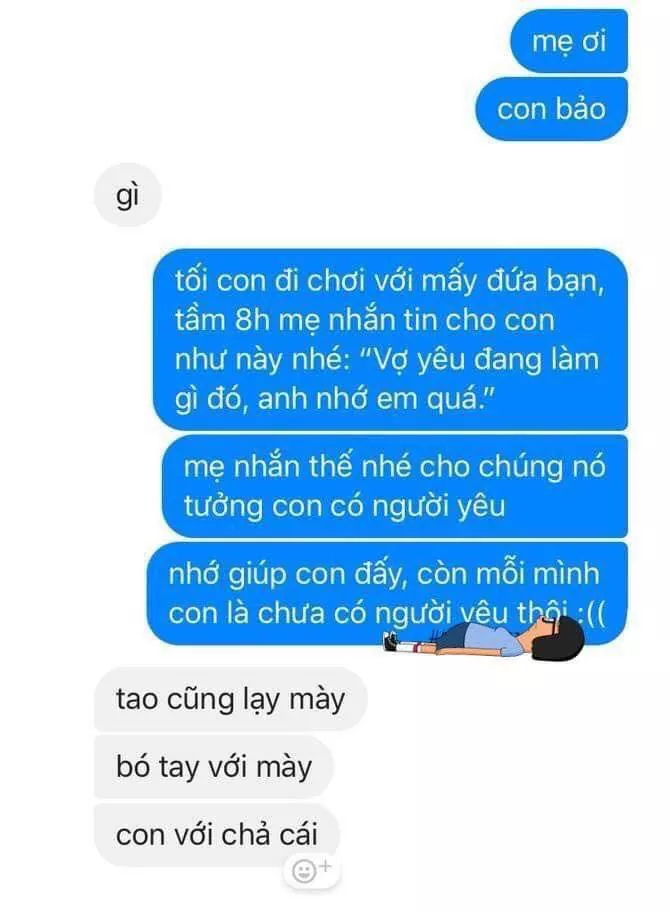 mẹ ơi
con bảo
gì
tối con đi chơi với mấy đứa bạn,
tầm 8h mẹ nhắn tin cho con
như này nhé: “Vợ yêu đang làm
gì đó, anh nhớ em quá.”
mẹ nhắn thế nhé cho chúng nó
tưởng con có người yêu
nhớ giúp con đấy, còn mỗi mình
con là chưa có người yêu thôi :((
tao cũng lạy mày
bó tay với mày
con với chả cái